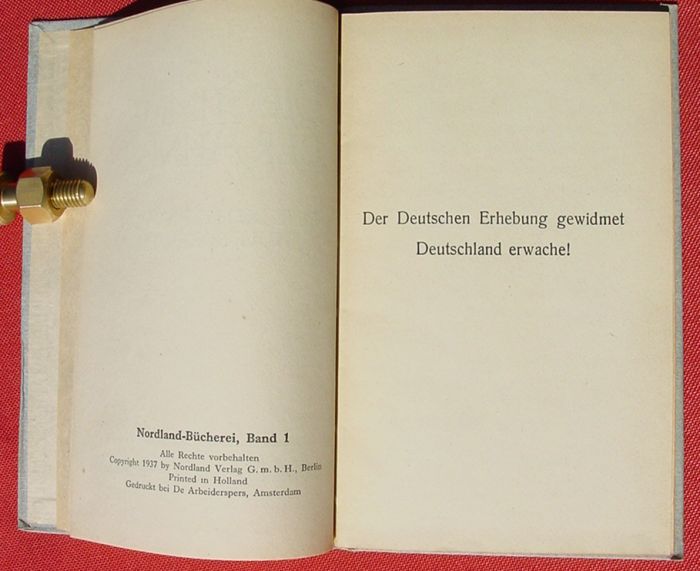 Nordland-Bücherei, Band 1
Alle Rechte vorbehalten
Copyright 1937 by Nordland Verlag G. m. b. H., Berlin
Printed in Holland
Gedruckt bei De Arbeiderspers, Amsterdam
Der Deutschen Erhebung gewidmet
Deutschland erwache!